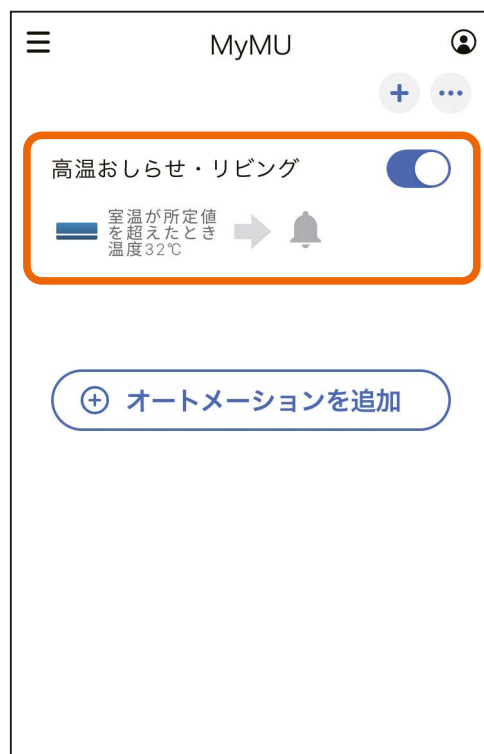 MyMU
高温おしらせ・リビング
室温が所定値
を超えたとき
温度32℃
オートメーションを追加